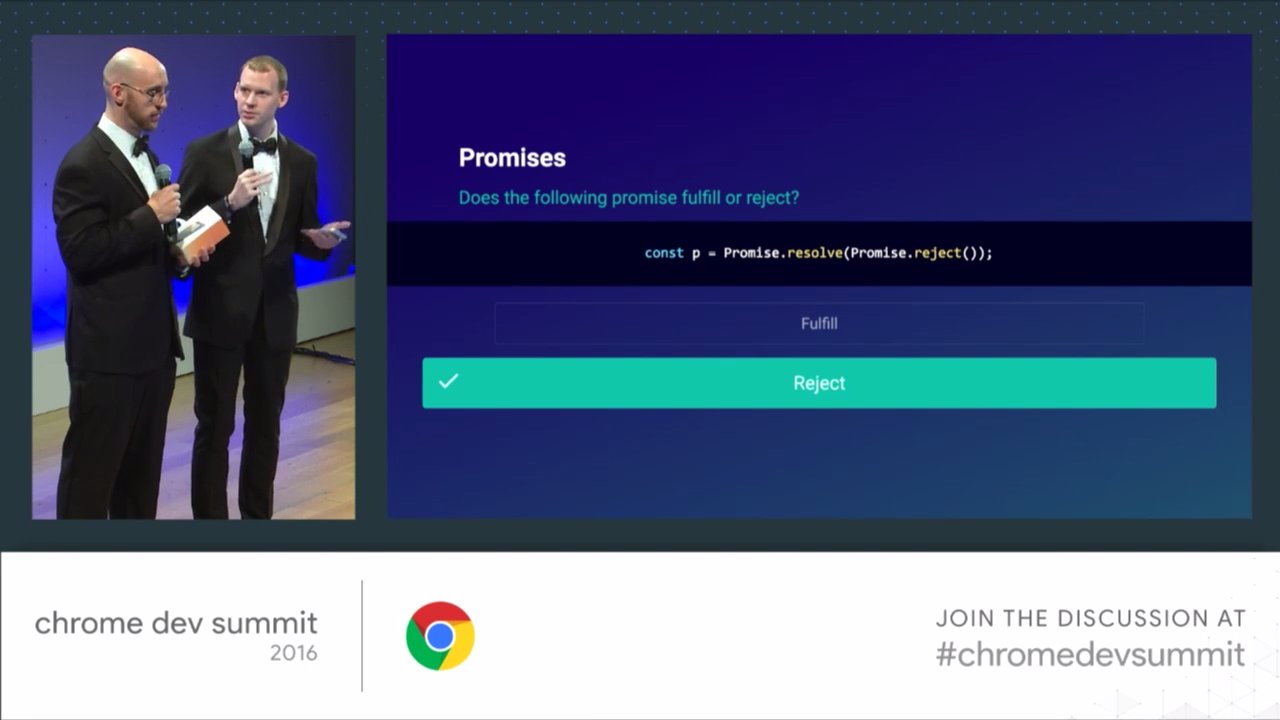 Promises
Does the following promise fulfill or reject?
const p = Promise.resolve(Promise.reject());
Fulfill
Reject
chrome dev summit
2016
JOIN THE DISCUSSION AT
#chromedevsummit